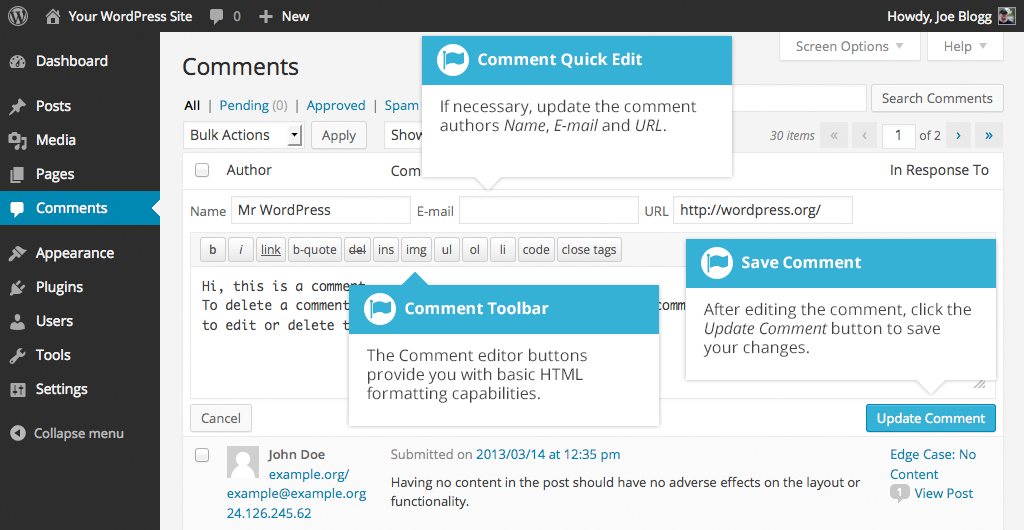 Your WordPress Site 0 + New Howdy, Joe Blogg
Screen Options Help
Dashboard
Posts
Media
Pages
Comments
Appearance
Plugins
Users
Tools
Settings
Collapse menu
Comments
All | Pending (0) | Approved | Spam
Search Comments
Bulk Actions Apply Show
30 items « ‹ 1 of 2 › »
Author Com In Response To
Comment Quick Edit
If necessary, update the comment
authors Name, E-mail and URL.
Name Mr WordPress E-mail URL http://wordpress.org/
b i link b-quote del ins img ul ol li code close tags
Hi, this is a comment
To delete a comment
to edit or delete t
Comment Toolbar
The Comment editor buttons
provide you with basic HTML
formatting capabilities.
Save Comment
After editing the comment, click the
Update Comment button to save
your changes.
Cancel Update Comment
John Doe
example.org/
example@example.org
24.126.245.62
Submitted on 2013/03/14 at 12:35 pm
Having no content in the post should have no adverse effects on the layout or
functionality.
Edge Case: No
Content
1 View Post